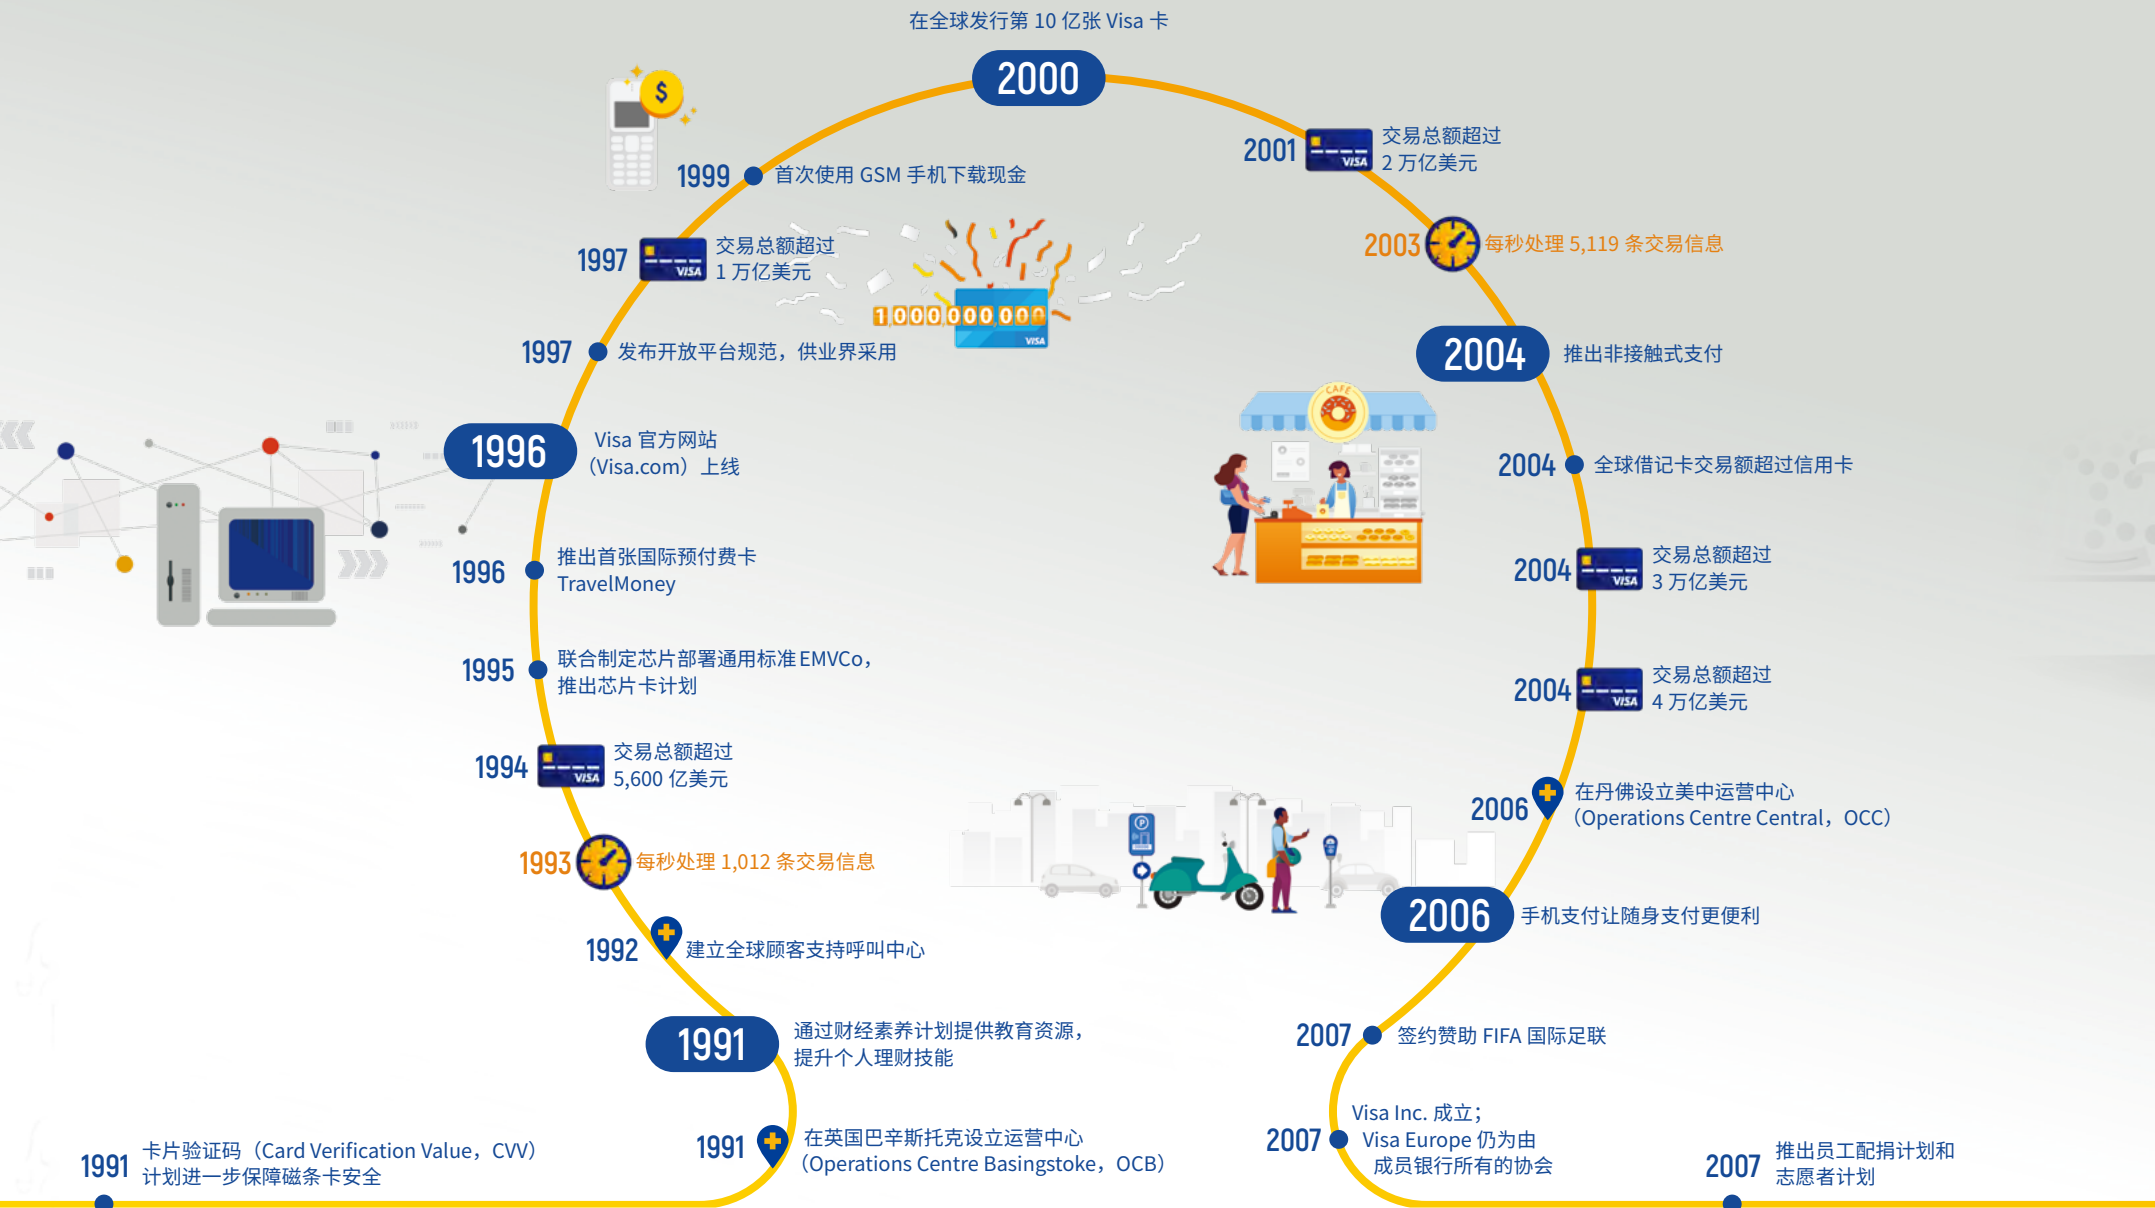 1991
卡片验证码（Card Verification Value，CVV）
计划进一步保障磁条卡安全
1991
在英国巴辛斯托克设立运营中心
（Operations Centre Basingstoke，OCB）
1991
通过财经素养计划提供教育资源，
提升个人理财技能
1992
建立全球顾客支持呼叫中心
1993
每秒处理 1,012 条交易信息
1994
VISA
交易总额超过
5,600 亿美元
1995
联合制定芯片部署通用标准EMVCo，
推出芯片卡计划
1996
推出首张国际预付费卡
TravelMoney
1996
Visa 官方网站
（Visa.com）上线
1997
发布开放平台规范，供业界采用
1997
VISA
交易总额超过
1 万亿美元
1999
首次使用 GSM 手机下载现金
$
1,000,000,000
VISA
在全球发行第 10 亿张 Visa 卡
2000
2001
VISA
交易总额超过
2 万亿美元
2003
每秒处理 5,119 条交易信息
2004
推出非接触式支付
CAFE
2004
全球借记卡交易额超过信用卡
2004
VISA
交易总额超过
3 万亿美元
2004
VISA
交易总额超过
4 万亿美元
2006
在丹佛设立美中运营中心
（Operations Centre Central，OCC）
P
2006
手机支付让随身支付更便利
2007
签约赞助 FIFA 国际足联
2007
Visa Inc. 成立；
Visa Europe 仍为由
成员银行所有的协会
2007
推出员工配捐计划和
志愿者计划